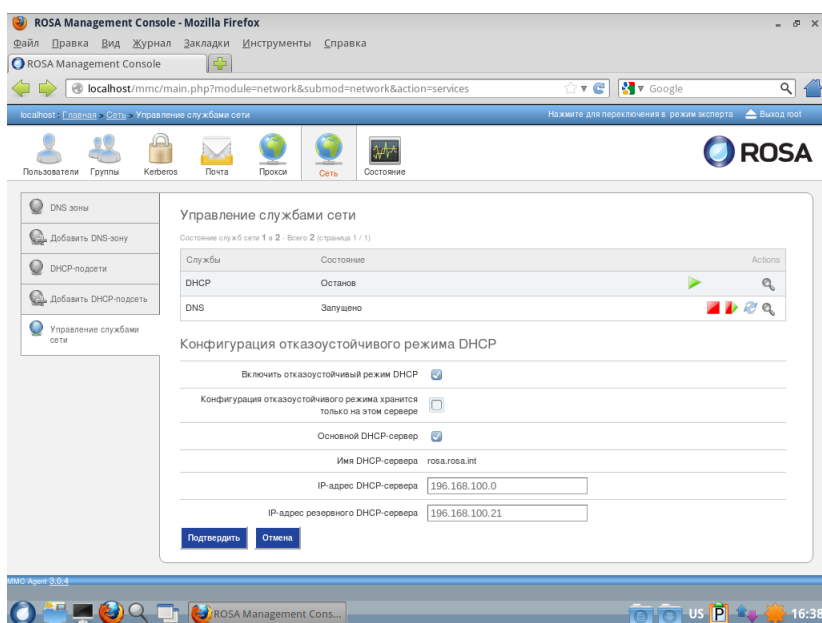 ROSA Management Console - Mozilla Firefox
Файл Правка Вид Журнал Закладки Инструменты Справка
ROSA Management Console
localhost/mmc/main.php?module=network&submod=network&action=services
Google
localhost : Главная > Сеть > Управление службами сети
Нажмите для переключения в режим эксперта Выход root
Пользователи Группы Kerberos Почта Прокси Сеть Состояние
ROSA
DNS зоны
Добавить DNS-зону
DHCP-подсети
Добавить DHCP-подсеть
Управление службами
сети
Управление службами сети
Состояние служб сети 1 в 2 - Всего 2 (страница 1 / 1)
Службы Состояние Actions
DHCP Останов
DNS Запущено
Конфигурация отказоустойчивого режима DHCP
Включить отказоустойчивый режим DHCP
Конфигурация отказоустойчивого режима хранится
только на этом сервере
Основной DHCP-сервер
Имя DHCP-сервера rosa.rosa.int
IP-адрес DHCP-сервера 196.168.100.0
IP-адрес резервного DHCP-сервера 196.168.100.21
Подтвердить Отмена
MMC Agent 3.0.4
ROSA Management Cons...
US P 16:38